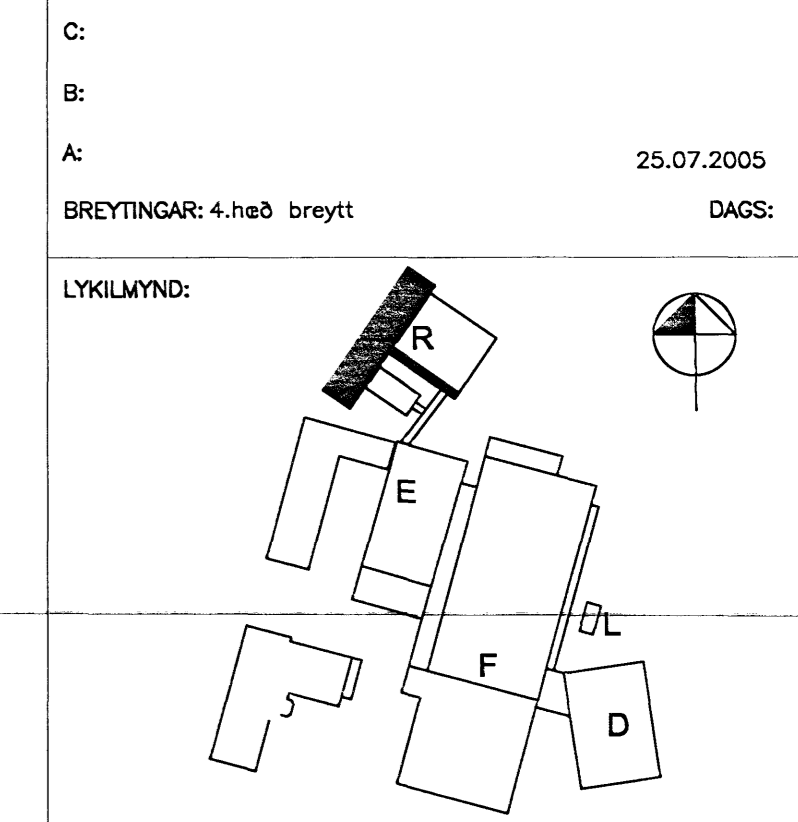 C:
B:
A: 25.07.2005
BREYTINGAR: 4.hæð breytt DAGS:
LYKILMYND:
R
E
L
F
D